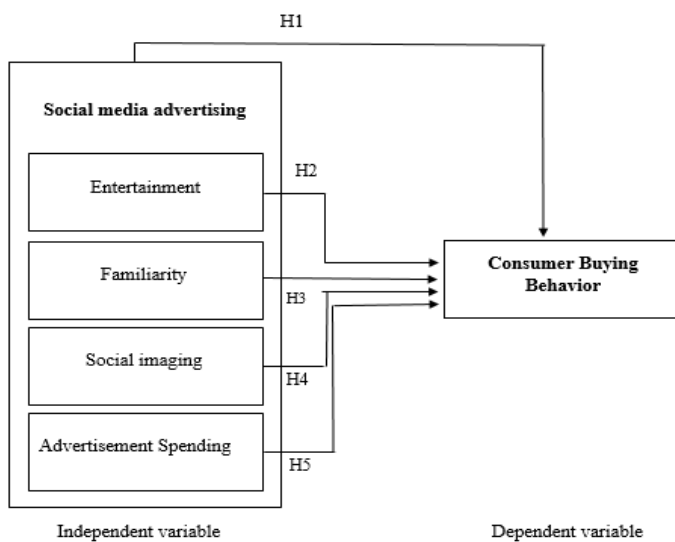 H1
Social media advertising
Entertainment
H2
Familiarity
H3
Social imaging
H4
Advertisement Spending
H5
Consumer Buying
Behavior
Independent variable
Dependent variable